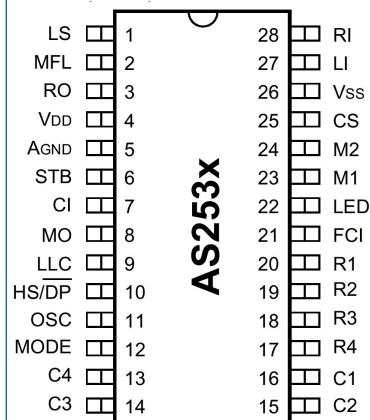 LS 1 28 RI
MFL 2 27 LI
RO 3 26 VSS
VDD 4 25 CS
AGND 5 24 M2
STB 6 23 M1
CI 7 22 LED
MO 8 21 FCI
LLC 9 20 R1
HS/DP 10 19 R2
OSC 11 18 R3
MODE 12 17 R4
C4 13 16 C1
C3 14 15 C2
AS253x